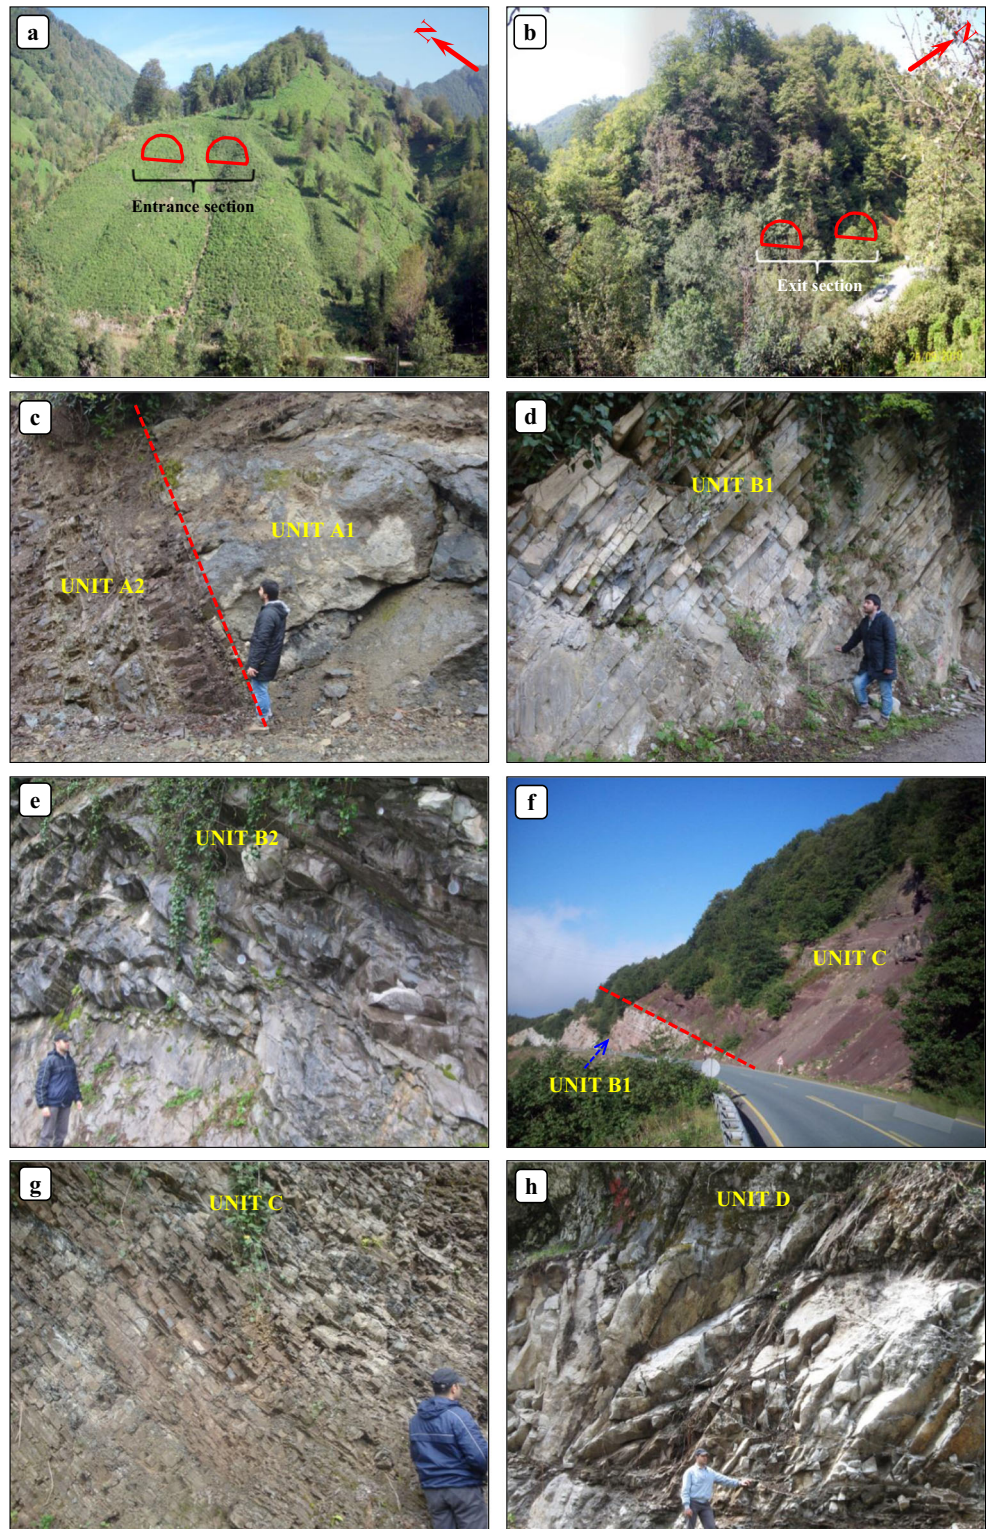 a
N
Entrance section
b
N
Exit section
c
UNIT A1
UNIT A2
d
UNIT B1
e
UNIT B2
f
UNIT C
UNIT B1
g
UNIT C
h
UNIT D